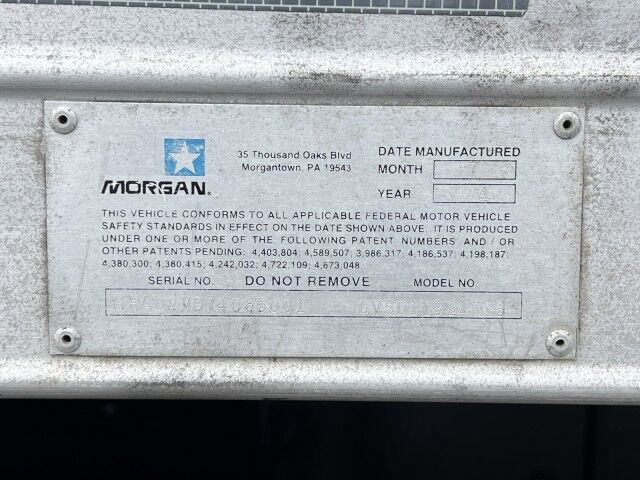 MORGAN®
35 Thousand Oaks Blvd
Morgantown, PA 19543
DATE MANUFACTURED
MONTH 7
YEAR 4
THIS VEHICLE CONFORMS TO ALL APPLICABLE FEDERAL MOTOR VEHICLE
SAFETY STANDARDS IN EFFECT ON THE DATE SHOWN ABOVE. IT IS PRODUCED
UNDER ONE OR MORE OF THE FOLLOWING PATENT NUMBERS AND / OR
OTHER PATENTS PENDING: 4,403,804; 4,589,507; 3,986,317; 4,186,537; 4,198,187;
4,380,300; 4,380,415; 4,242,032; 4,722,109; 4,673,048
SERIAL NO. DO NOT REMOVE MODEL NO.